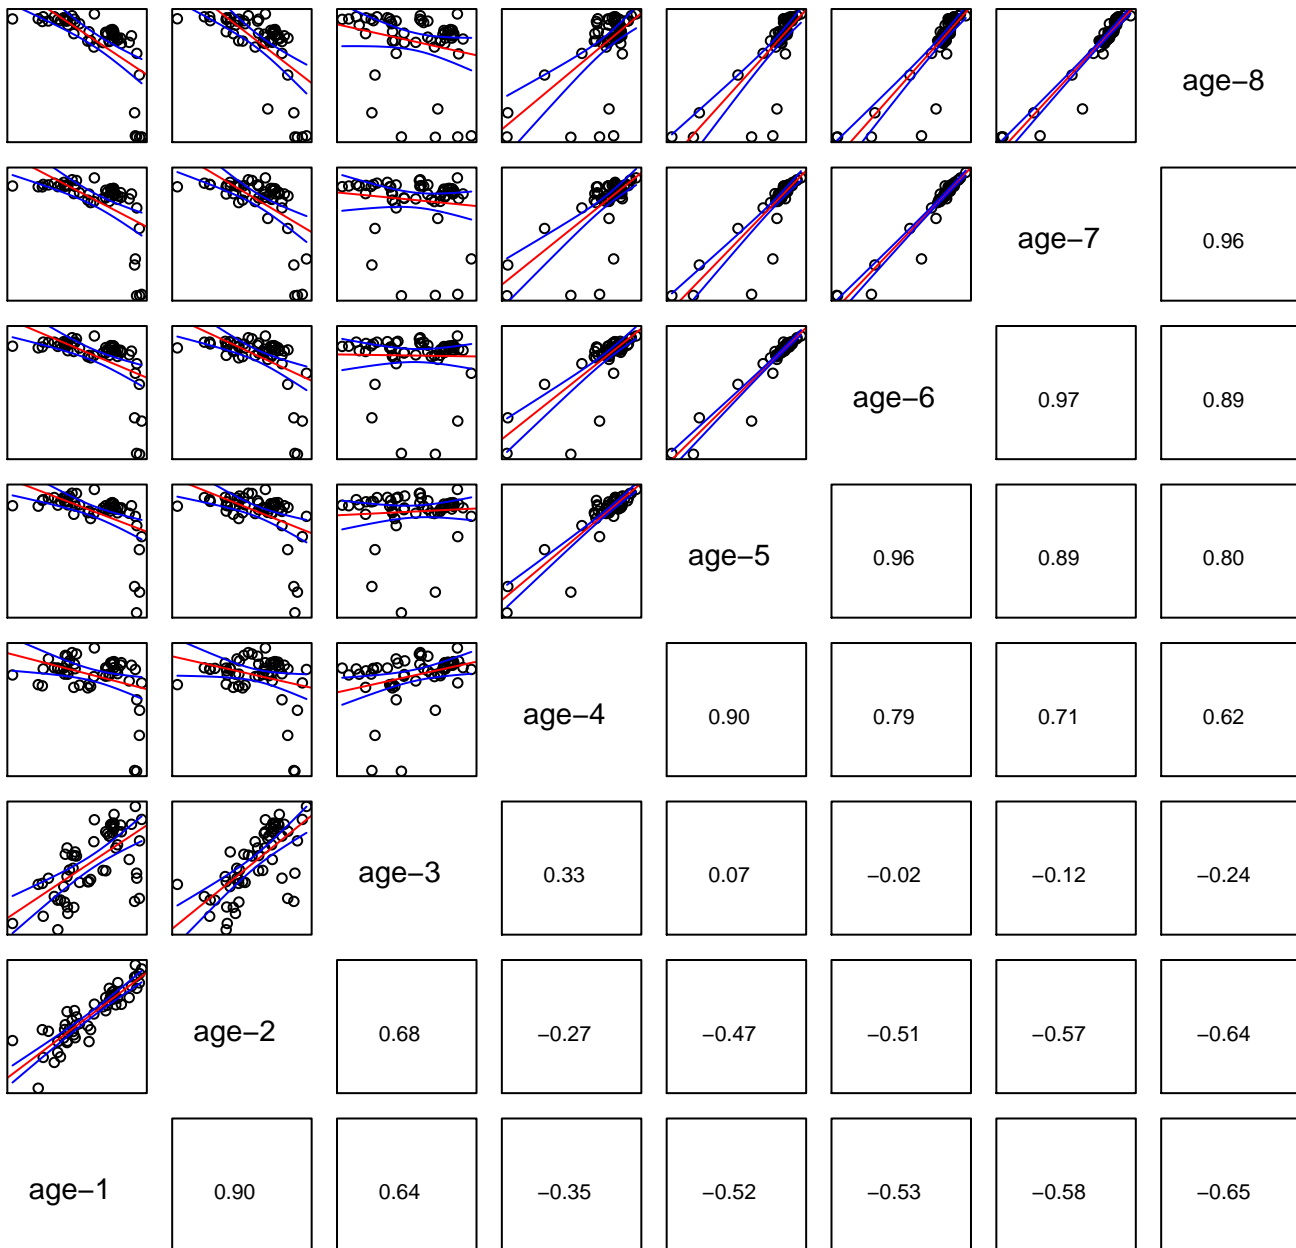 age−8
age−7 0.96
age−6 0.97 0.89
age−5 0.96 0.89 0.80
age−4 0.90 0.79 0.71 0.62
age−3 0.33 0.07 −0.02 −0.12 −0.24
age−2 0.68 −0.27 −0.47 −0.51 −0.57 −0.64
age−1 0.90 0.64 −0.35 −0.52 −0.53 −0.58 −0.65